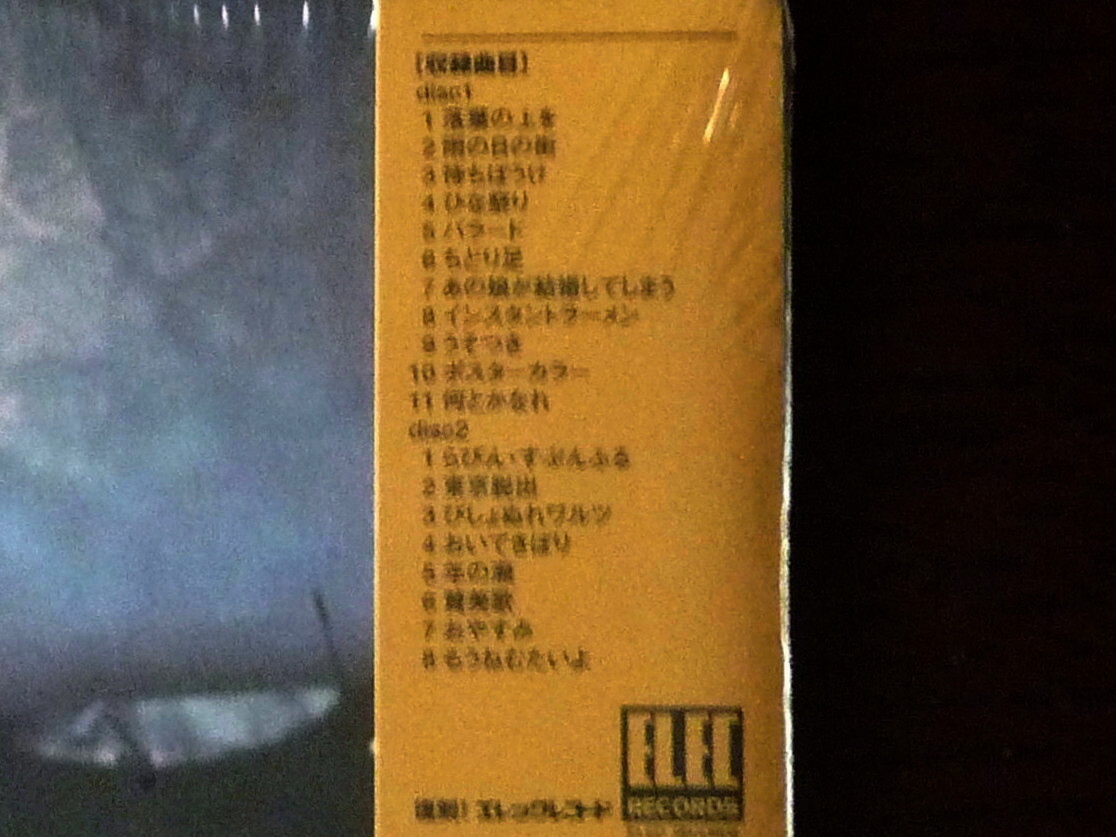 [収録曲目]
disc1
1 落葉の上を
2 雨の日の街
3 待ちぼうけ
4 ひな祭り
5 バラード
6 ちどり足
7 あの娘が結婚してしまう
8 インスタントラーメン
9 うそつき
10 ポスターカラー
11 何とかなれ
disc2
1 らびん・すぷんふる
2 東京脱出
3 びしょぬれワルツ
4 おいてきぼり
5 年の瀬
6 賛美歌
7 おやすみ
8 もうねむたいよ
ELEC
RECORDS
復刻!エレックレコード